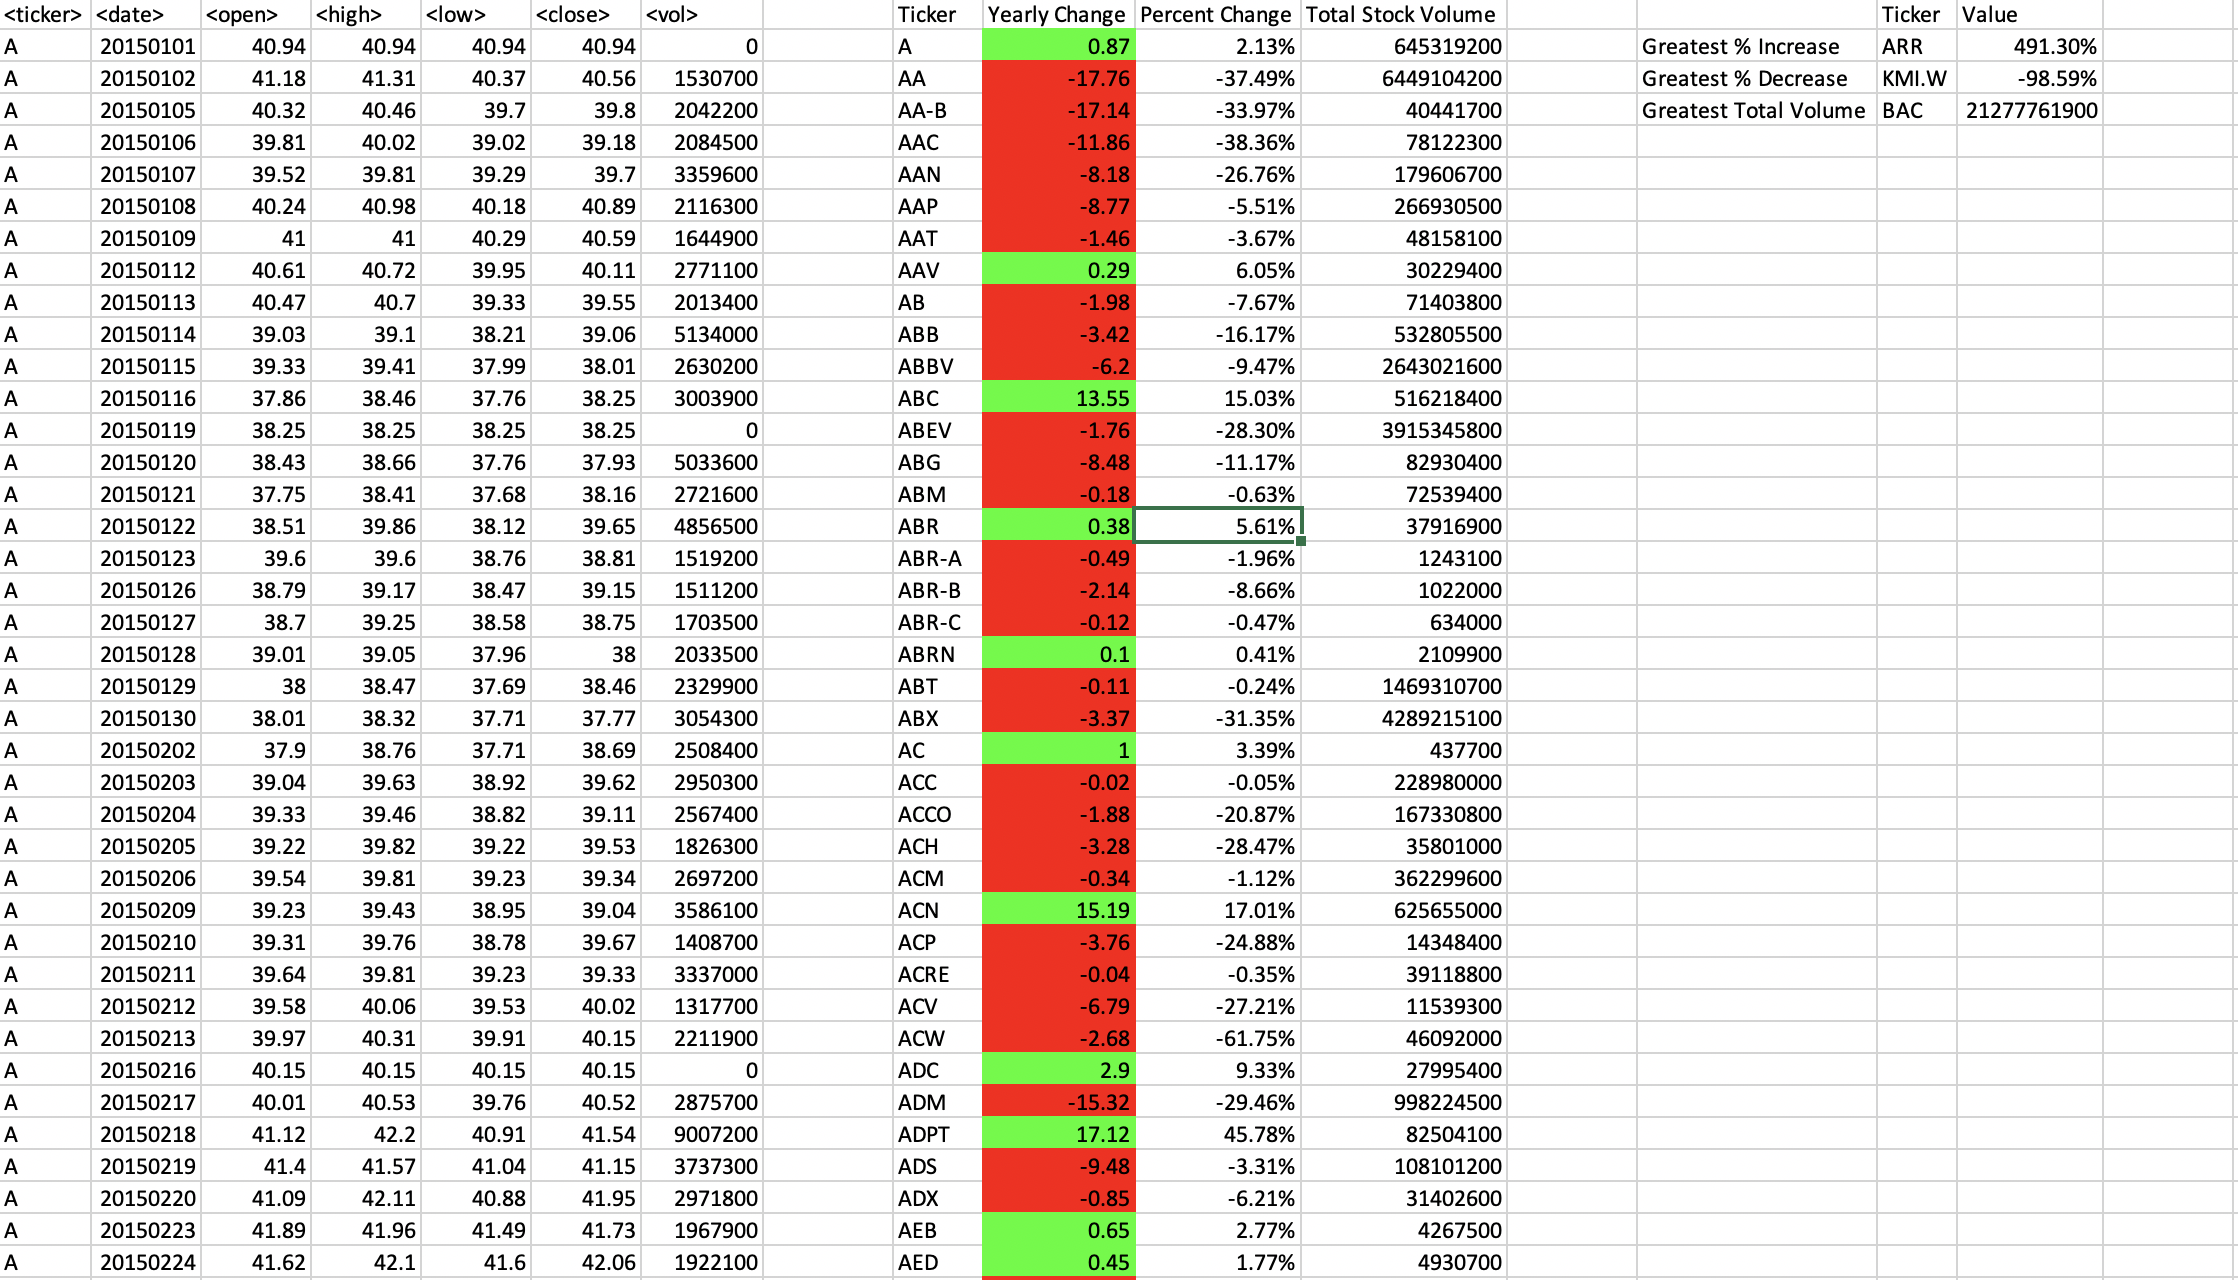 <ticker> <date> <open> <high> <low> <close> <vol> Ticker Yearly Change Percent Change Total Stock Volume Ticker Value
A 20150101 40.94 40.94 40.94 40.94 0 A 0.87 2.13% 645319200 Greatest % Increase ARR 491.30%
A 20150102 41.18 41.31 40.37 40.56 1530700 AA -17.76 -37.49% 6449104200 Greatest % Decrease KMI.W -98.59%
A 20150105 40.32 40.46 39.7 39.8 2042200 AA-B -17.14 -33.97% 40441700 Greatest Total Volume BAC 21277761900
A 20150106 39.81 40.02 39.02 39.18 2084500 AAC -11.86 -38.36% 78122300
A 20150107 39.52 39.81 39.29 39.7 3359600 AAN -8.18 -26.76% 179606700
A 20150108 40.24 40.98 40.18 40.89 2116300 AAP -8.77 -5.51% 266930500
A 20150109 41 41 40.29 40.59 1644900 AAT -1.46 -3.67% 48158100
A 20150112 40.61 40.72 39.95 40.11 2771100 AAV 0.29 6.05% 30229400
A 20150113 40.47 40.7 39.33 39.55 2013400 AB -1.98 -7.67% 71403800
A 20150114 39.03 39.1 38.21 39.06 5134000 ABB -3.42 -16.17% 532805500
A 20150115 39.33 39.41 37.99 38.01 2630200 ABBV -6.2 -9.47% 2643021600
A 20150116 37.86 38.46 37.76 38.25 3003900 ABC 13.55 15.03% 516218400
A 20150119 38.25 38.25 38.25 38.25 0 ABEV -1.76 -28.30% 3915345800
A 20150120 38.43 38.66 37.76 37.93 5033600 ABG -8.48 -11.17% 82930400
A 20150121 37.75 38.41 37.68 38.16 2721600 ABM -0.18 -0.63% 72539400
A 20150122 38.51 39.86 38.12 39.65 4856500 ABR 0.38 5.61% 37916900
A 20150123 39.6 39.6 38.76 38.81 1519200 ABR-A -0.49 -1.96% 1243100
A 20150126 38.79 39.17 38.47 39.15 1511200 ABR-B -2.14 -8.66% 1022000
A 20150127 38.7 39.25 38.58 38.75 1703500 ABR-C -0.12 -0.47% 634000
A 20150128 39.01 39.05 37.96 38 2033500 ABRN 0.1 0.41% 2109900
A 20150129 38 38.47 37.69 38.46 2329900 ABT -0.11 -0.24% 1469310700
A 20150130 38.01 38.32 37.71 37.77 3054300 ABX -3.37 -31.35% 4289215100
A 20150202 37.9 38.76 37.71 38.69 2508400 AC 1 3.39% 437700
A 20150203 39.04 39.63 38.92 39.62 2950300 ACC -0.02 -0.05% 228980000
A 20150204 39.33 39.46 38.82 39.11 2567400 ACCO -1.88 -20.87% 167330800
A 20150205 39.22 39.82 39.22 39.53 1826300 ACH -3.28 -28.47% 35801000
A 20150206 39.54 39.81 39.23 39.34 2697200 ACM -0.34 -1.12% 362299600
A 20150209 39.23 39.43 38.95 39.04 3586100 ACN 15.19 17.01% 625655000
A 20150210 39.31 39.76 38.78 39.67 1408700 ACP -3.76 -24.88% 14348400
A 20150211 39.64 39.81 39.23 39.33 3337000 ACRE -0.04 -0.35% 39118800
A 20150212 39.58 40.06 39.53 40.02 1317700 ACV -6.79 -27.21% 11539300
A 20150213 39.97 40.31 39.91 40.15 2211900 ACW -2.68 -61.75% 46092000
A 20150216 40.15 40.15 40.15 40.15 0 ADC 2.9 9.33% 27995400
A 20150217 40.01 40.53 39.76 40.52 2875700 ADM -15.32 -29.46% 998224500
A 20150218 41.12 42.2 40.91 41.54 9007200 ADPT 17.12 45.78% 82504100
A 20150219 41.4 41.57 41.04 41.15 3737300 ADS -9.48 -3.31% 108101200
A 20150220 41.09 42.11 40.88 41.95 2971800 ADX -0.85 -6.21% 31402600
A 20150223 41.89 41.96 41.49 41.73 1967900 AEB 0.65 2.77% 4267500
A 20150224 41.62 42.1 41.6 42.06 1922100 AED 0.45 1.77% 4930700